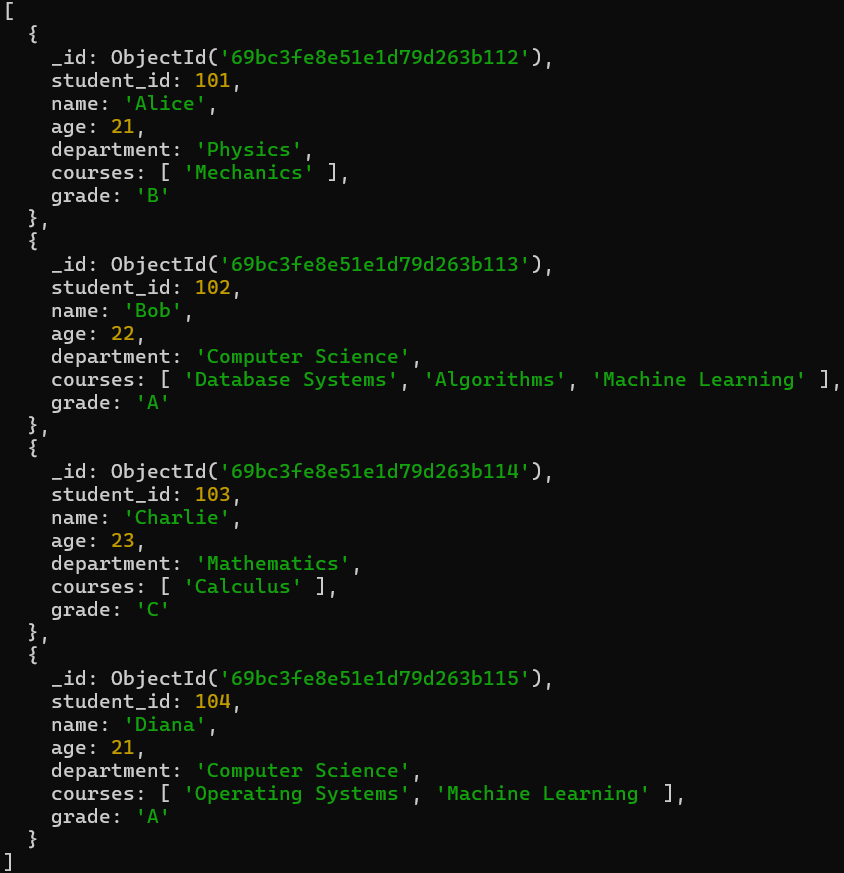 [
  {
    _id: ObjectId('69bc3fe8e51e1d79d263b112'),
    student_id: 101,
    name: 'Alice',
    age: 21,
    department: 'Physics',
    courses: [ 'Mechanics' ],
    grade: 'B'
  },
  {
    _id: ObjectId('69bc3fe8e51e1d79d263b113'),
    student_id: 102,
    name: 'Bob',
    age: 22,
    department: 'Computer Science',
    courses: [ 'Database Systems', 'Algorithms', 'Machine Learning' ],
    grade: 'A'
  },
  {
    _id: ObjectId('69bc3fe8e51e1d79d263b114'),
    student_id: 103,
    name: 'Charlie',
    age: 23,
    department: 'Mathematics',
    courses: [ 'Calculus' ],
    grade: 'C'
  },
  {
    _id: ObjectId('69bc3fe8e51e1d79d263b115'),
    student_id: 104,
    name: 'Diana',
    age: 21,
    department: 'Computer Science',
    courses: [ 'Operating Systems', 'Machine Learning' ],
    grade: 'A'
  }
]